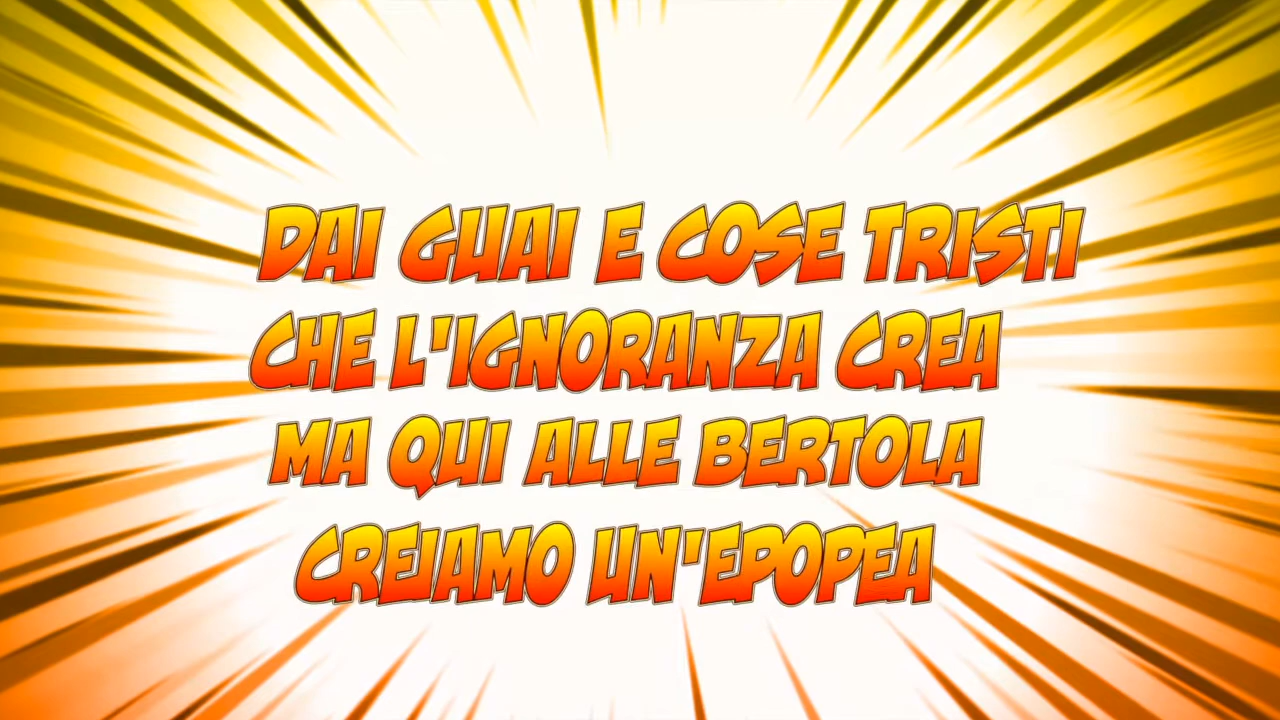 DAI GUAI E COSE TRISTI
CHE L'IGNORANZA CREA
MA QUI ALLE BERTOLA
CREIAMO UN'EPOPEA